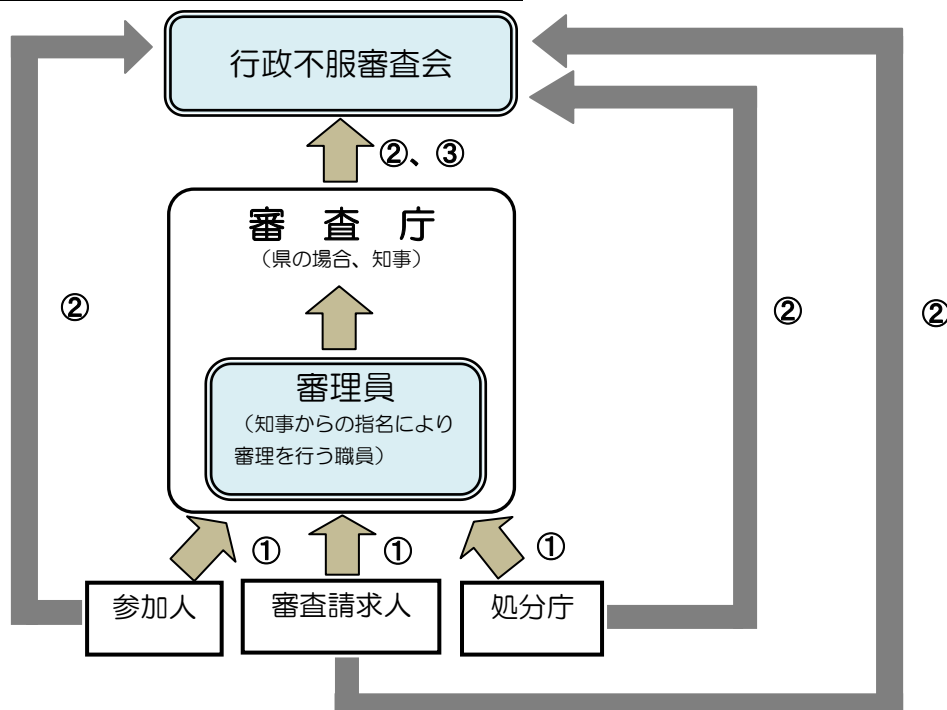 行政不服審査会
②、③
審　査　庁
（県の場合、知事）
②
②
②
審理員
（知事からの指名により
審理を行う職員）
①
①
①
参加人
審査請求人
処分庁